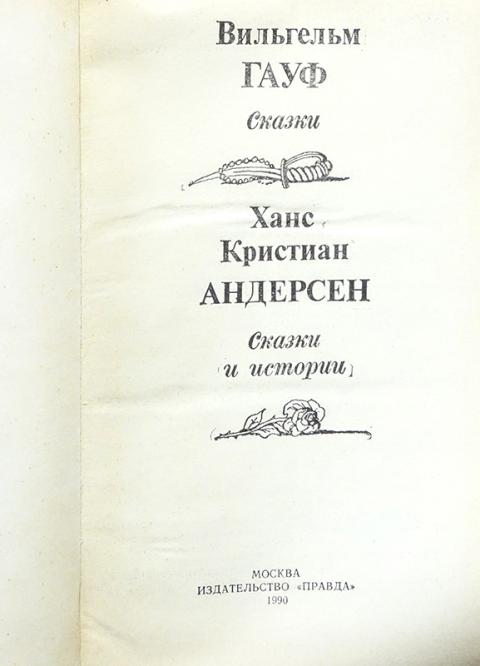 Вильгельм
ГАУФ
Сказки
Ханс
Кристиан
АНДЕРСЕН
Сказки
и истории
МОСКВА
ИЗДАТЕЛЬСТВО «ПРАВДА»
1990